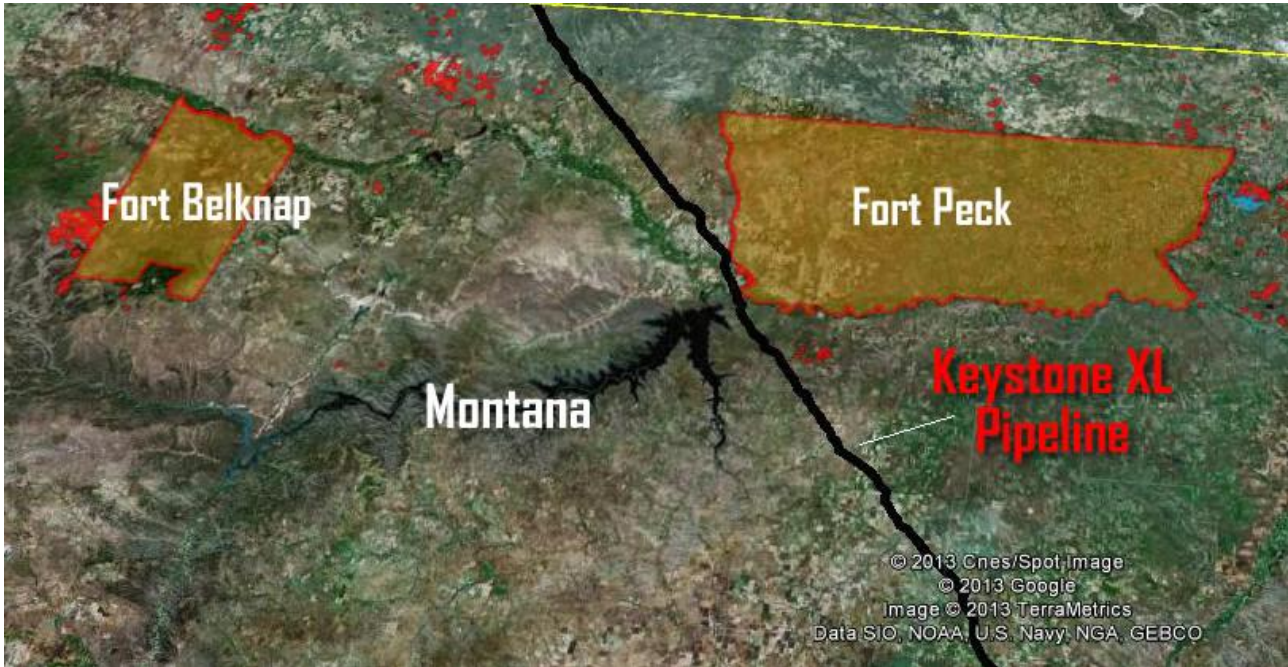 Fort Belknap
Fort Peck
Montana
Keystone XL
Pipeline
© 2013 Cnes/Spot Image
© 2013 Google
Image © 2013 TerraMetrics
Data SIO, NOAA, U.S. Navy, NGA, GEBCO